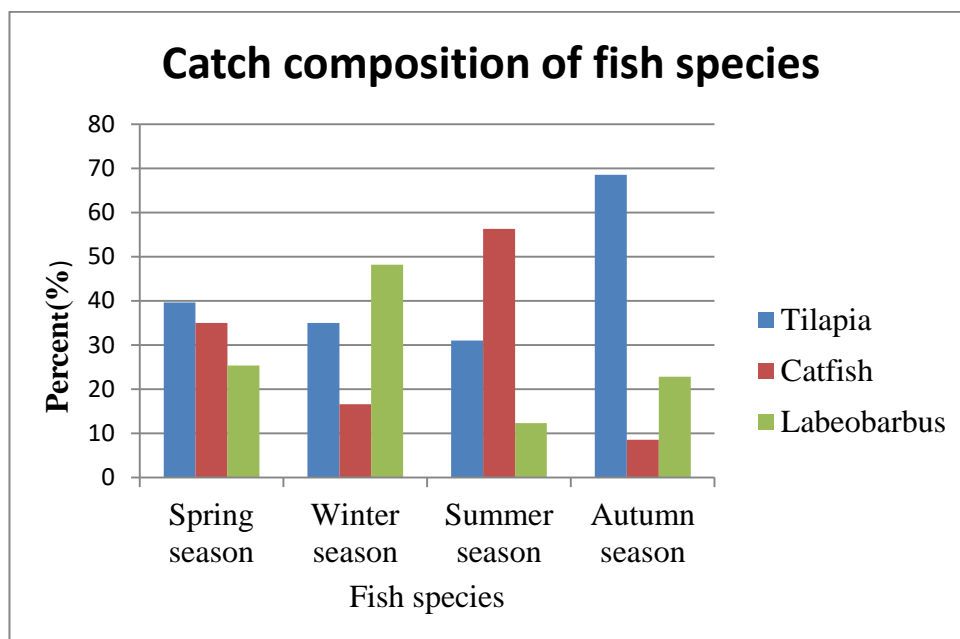 Catch composition of fish species
80
70
60
50
40
30
20
10
0
Percent(%)
Spring season
Winter season
Summer season
Autumn season
Fish species
Tilapia
Catfish
Labeobarbus